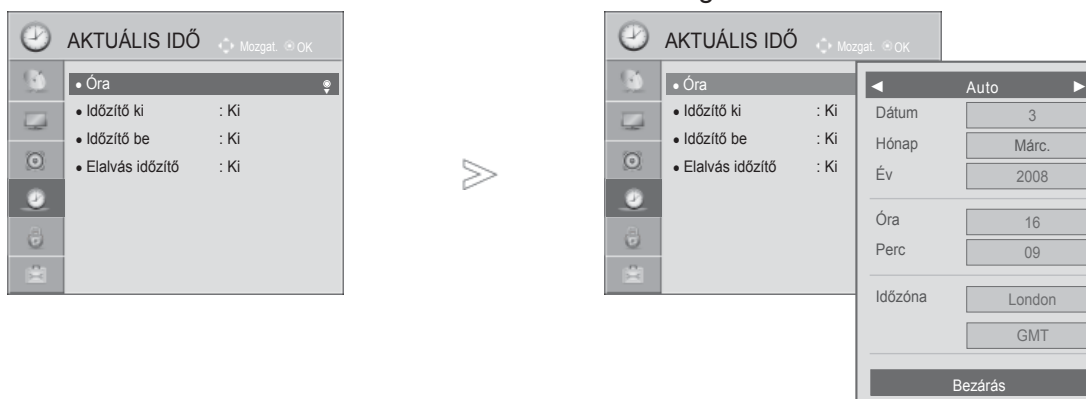 AKTUÁLIS IDŐ Mozgat. OK
• Óra
• Időzítő ki : Ki
• Időzítő be : Ki
• Elalvás időzítő : Ki
AKTUÁLIS IDŐ Mozgat. OK
• Óra
• Időzítő ki : Ki
• Időzítő be : Ki
• Elalvás időzítő : Ki
◄ Auto ►
Dátum 3
Hónap Márc.
Év 2008
Óra 16
Perc 09
Időzóna London
GMT
Bezárás